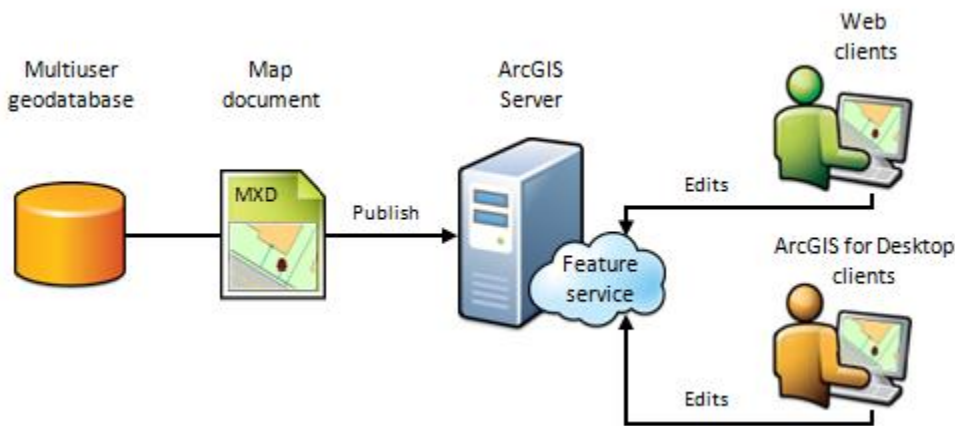 Multiuser
geodatabase
Map
document
MXD
Publish
ArcGIS
Server
Feature
service
Web
clients
Edits
ArcGIS for Desktop
clients
Edits